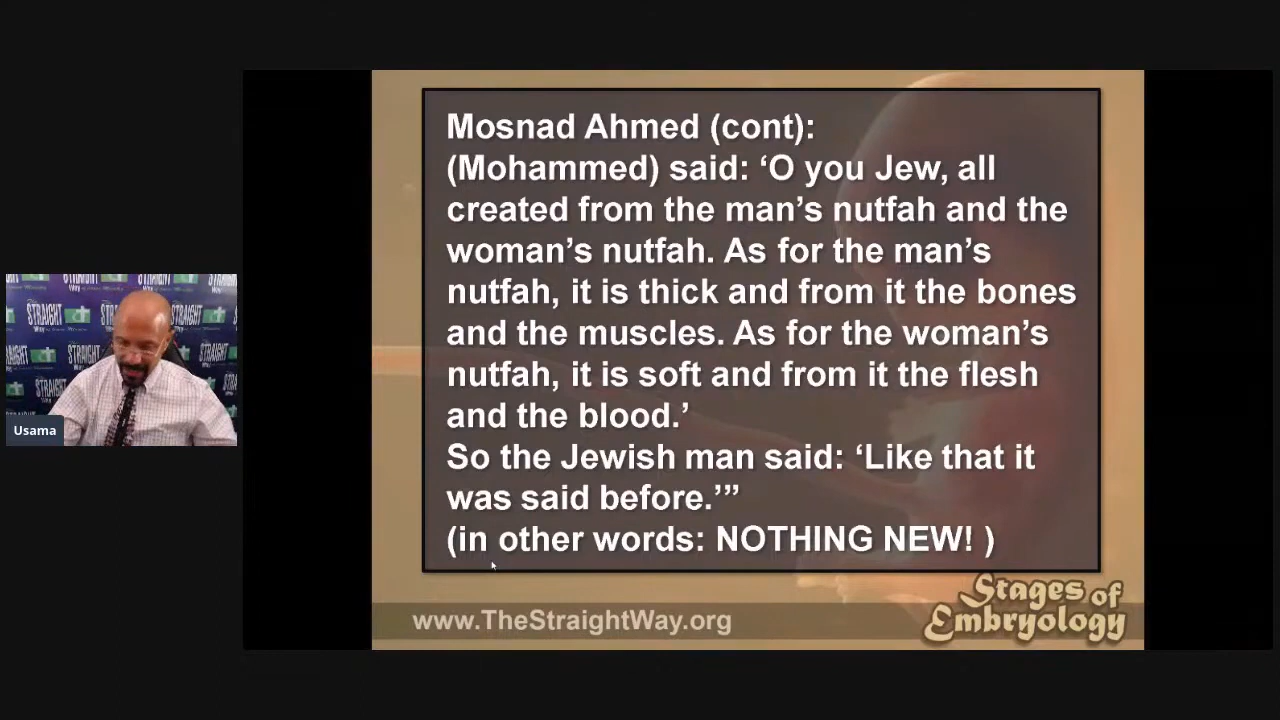 Mosnad Ahmed (cont):
(Mohammed) said: ‘O you Jew, all
created from the man’s nutfah and the
woman’s nutfah. As for the man’s
nutfah, it is thick and from it the bones
and the muscles. As for the woman’s
nutfah, it is soft and from it the flesh
and the blood.’
So the Jewish man said: ‘Like that it
was said before.’”
(in other words: NOTHING NEW! )
www.TheStraightWay.org
Stages of
Embryology
Usama
STRAIGHT